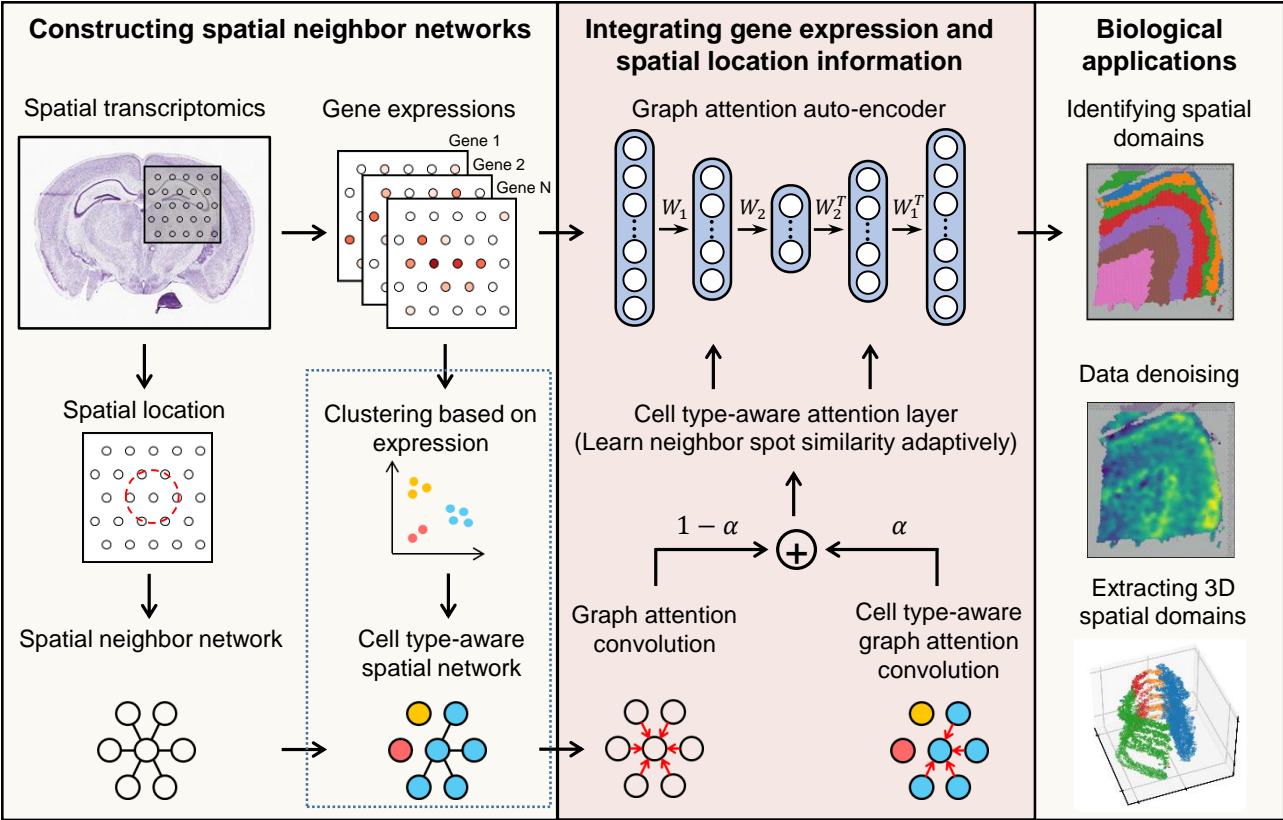 Constructing spatial neighbor networks
Spatial transcriptomics
Gene expressions
Gene 1
Gene 2
Gene N
Spatial location
Clustering based on
expression
Spatial neighbor network
Cell type-aware
spatial network
Integrating gene expression and
spatial location information
Graph attention auto-encoder
W₁
W₂
W₂ᵀ
W₁ᵀ
Cell type-aware attention layer
(Learn neighbor spot similarity adaptively)
1 − α
+
α
Graph attention
convolution
Cell type-aware
graph attention
convolution
Biological
applications
Identifying spatial
domains
Data denoising
Extracting 3D
spatial domains